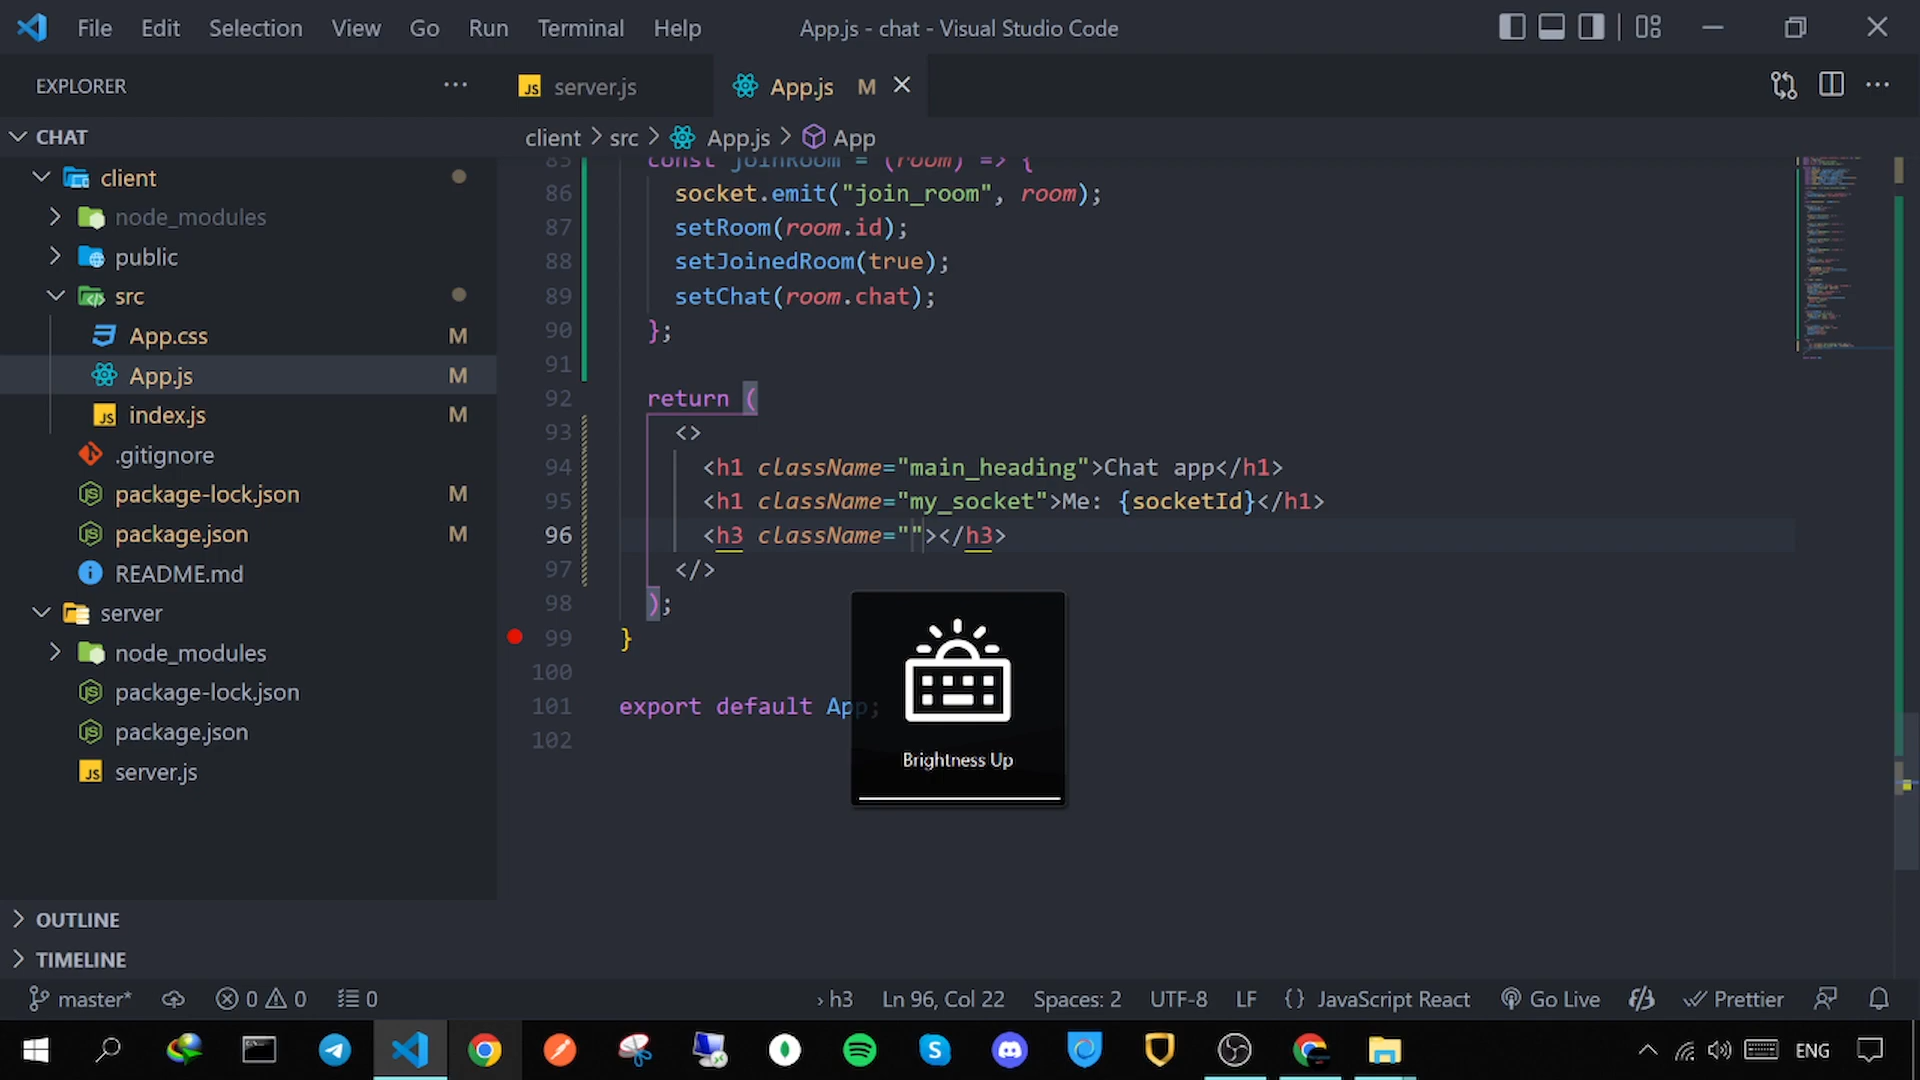 File Edit Selection View Go Run Terminal Help
App.js - chat - Visual Studio Code
EXPLORER
server.js
App.js M
CHAT
client > src > App.js > App
client
node_modules
public
src
App.css M
App.js M
index.js M
.gitignore
package-lock.json M
package.json M
README.md
server
node_modules
package-lock.json
package.json
server.js
OUTLINE
TIMELINE
85 const joinRoom = (room) => {
86 socket.emit("join_room", room);
87 setRoom(room.id);
88 setJoinedRoom(true);
89 setChat(room.chat);
90 };
91
92 return (
93 <>
94 <h1 className="main_heading">Chat app</h1>
95 <h1 className="my_socket">Me: {socketId}</h1>
96 <h3 className=""></h3>
97 </>
98 );
99 }
100
101 export default App;
102
Brightness Up
master* 0 0 0
h3 Ln 96, Col 22 Spaces: 2 UTF-8 LF {} JavaScript React Go Live Prettier
ENG